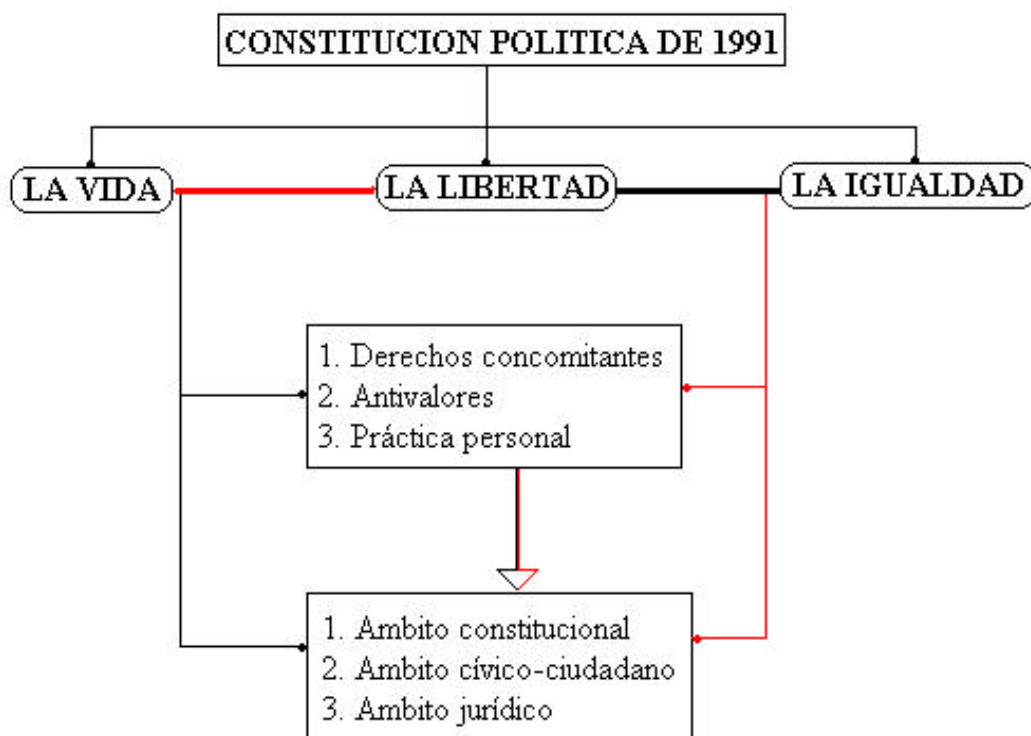 CONSTITUCION POLITICA DE 1991
LA VIDA
LA LIBERTAD
LA IGUALDAD
1. Derechos concomitantes
2. Antivalores
3. Práctica personal
1. Ambito constitucional
2. Ambito cívico-ciudadano
3. Ambito jurídico